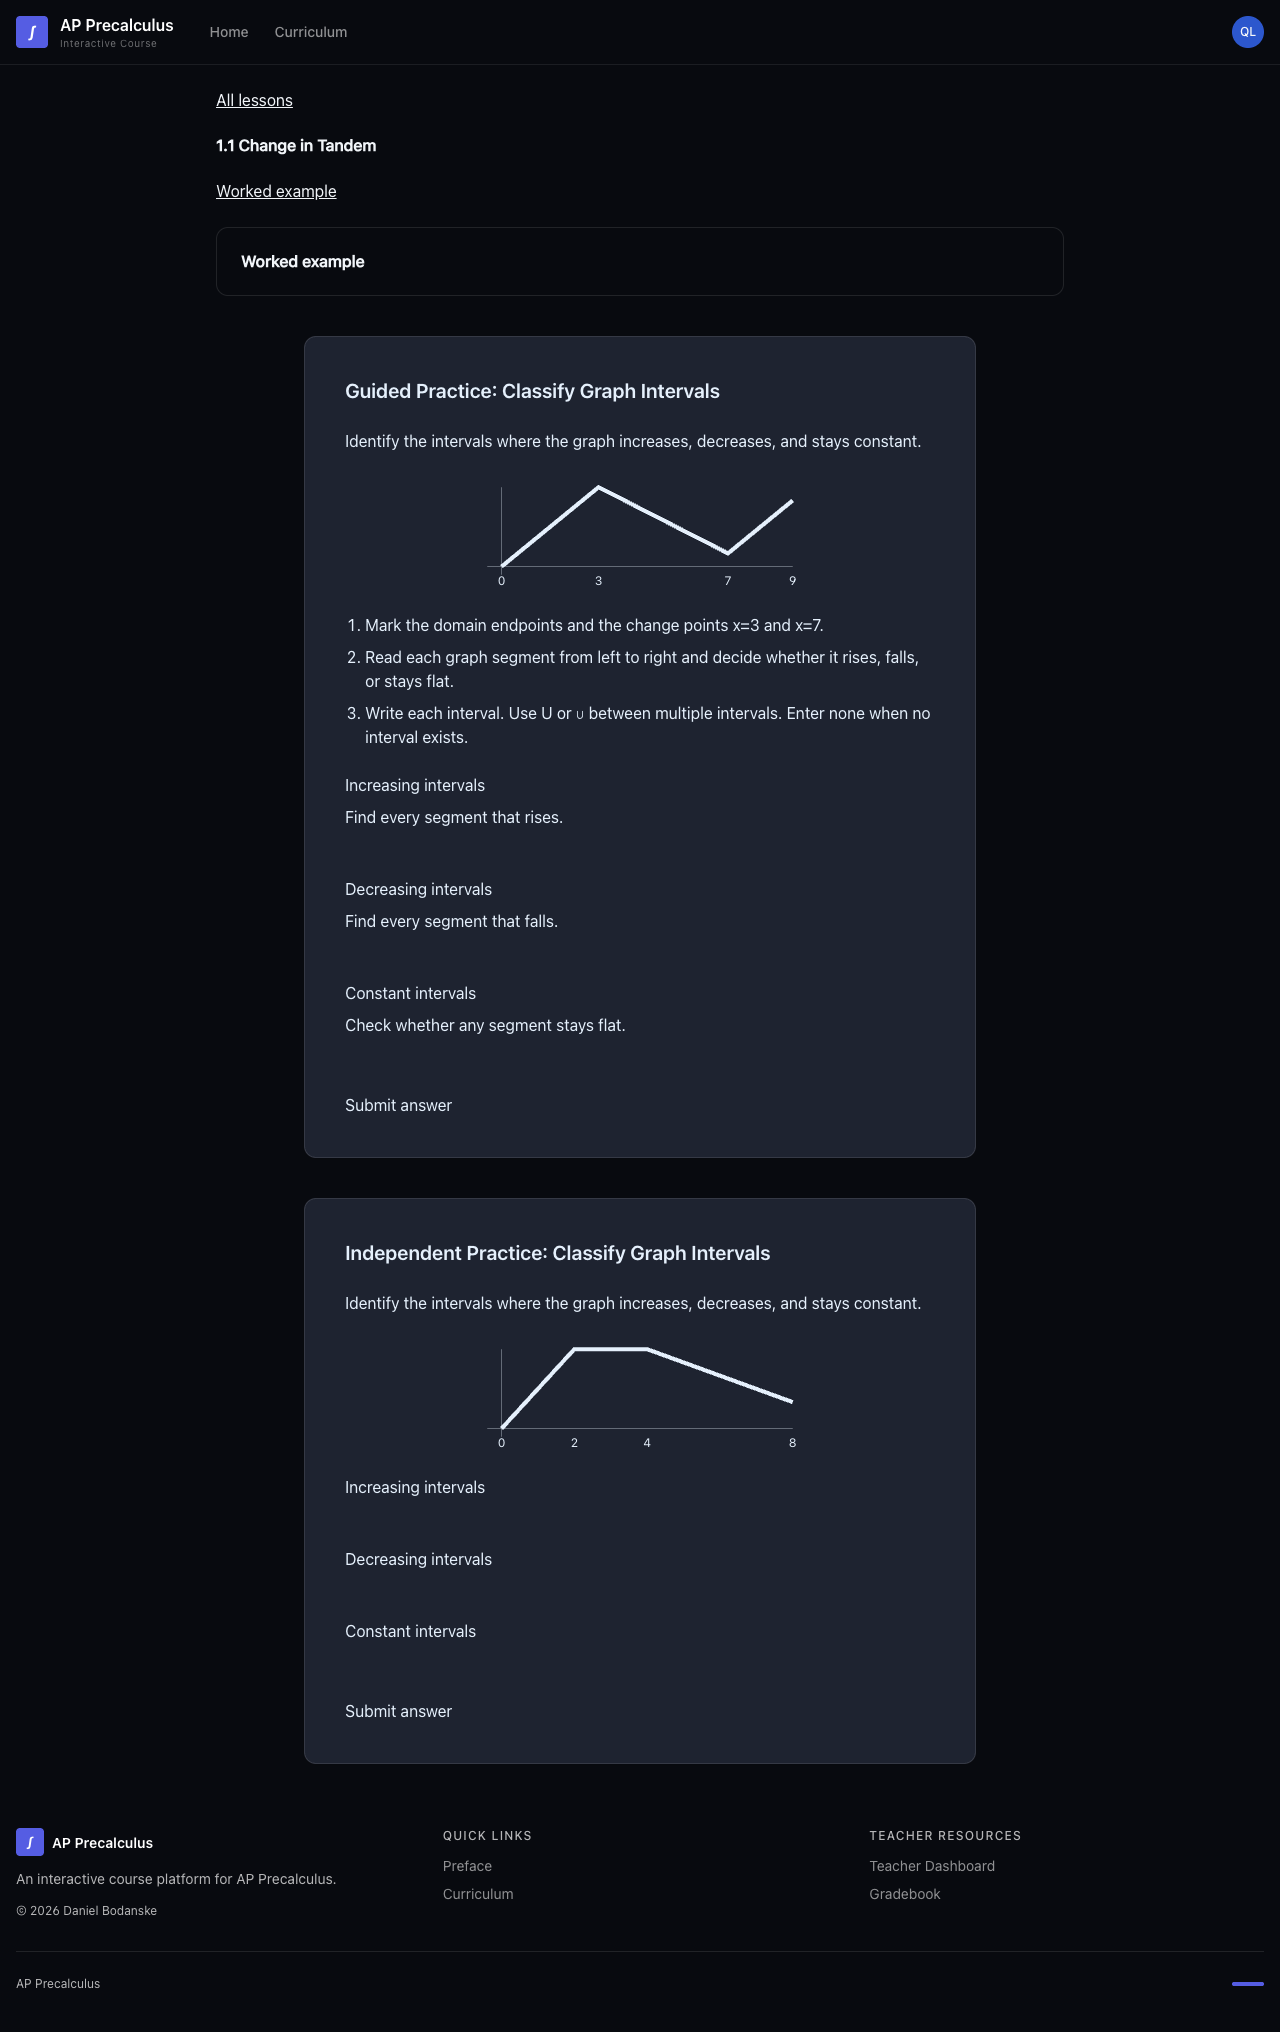 ∫
AP Precalculus
Interactive Course
Home
Curriculum
QL
All lessons
1.1 Change in Tandem
Worked example
Worked example
Guided Practice: Classify Graph Intervals
Identify the intervals where the graph increases, decreases, and stays constant.
0 3 7 9
1. Mark the domain endpoints and the change points x=3 and x=7.
2. Read each graph segment from left to right and decide whether it rises, falls,
or stays flat.
3. Write each interval. Use U or ∪ between multiple intervals. Enter none when no
interval exists.
Increasing intervals
Find every segment that rises.
Decreasing intervals
Find every segment that falls.
Constant intervals
Check whether any segment stays flat.
Submit answer
Independent Practice: Classify Graph Intervals
Identify the intervals where the graph increases, decreases, and stays constant.
0 2 4 8
Increasing intervals
Decreasing intervals
Constant intervals
Submit answer
∫
AP Precalculus
An interactive course platform for AP Precalculus.
© 2026 Daniel Bodanske
QUICK LINKS
Preface
Curriculum
TEACHER RESOURCES
Teacher Dashboard
Gradebook
AP Precalculus